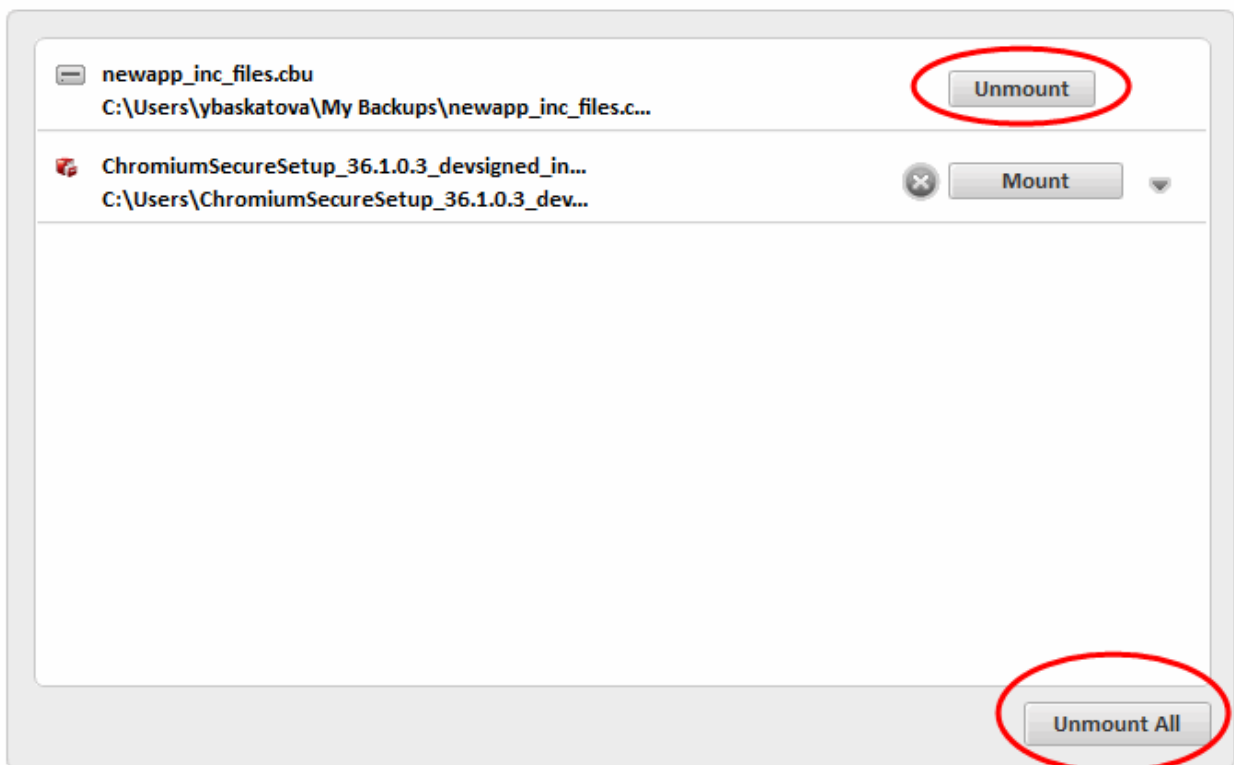 newapp_inc_files.cbu
Unmount
C:\Users\ybaskatova\My Backups\newapp_inc_files.c...
ChromiumSecureSetup_36.1.0.3_devsigned_in...
Mount
C:\Users\ChromiumSecureSetup_36.1.0.3_dev...
Unmount All